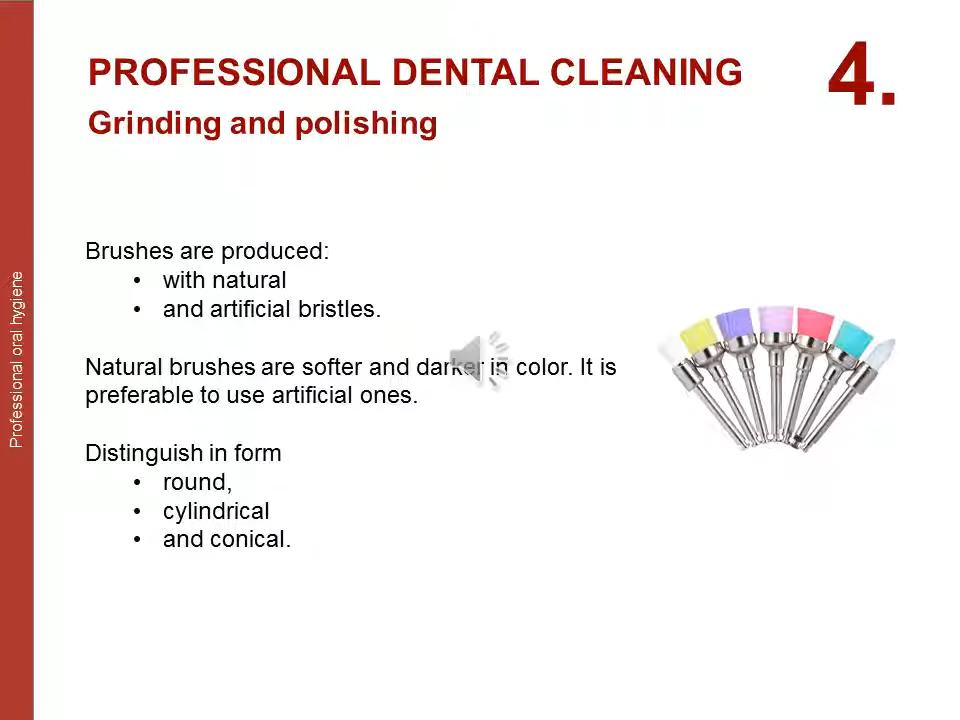 PROFESSIONAL DENTAL CLEANING
4.
Grinding and polishing
Brushes are produced:
• with natural
• and artificial bristles.
Natural brushes are softer and darker in color. It is
preferable to use artificial ones.
Distinguish in form
• round,
• cylindrical
• and conical.
Professional oral hygiene